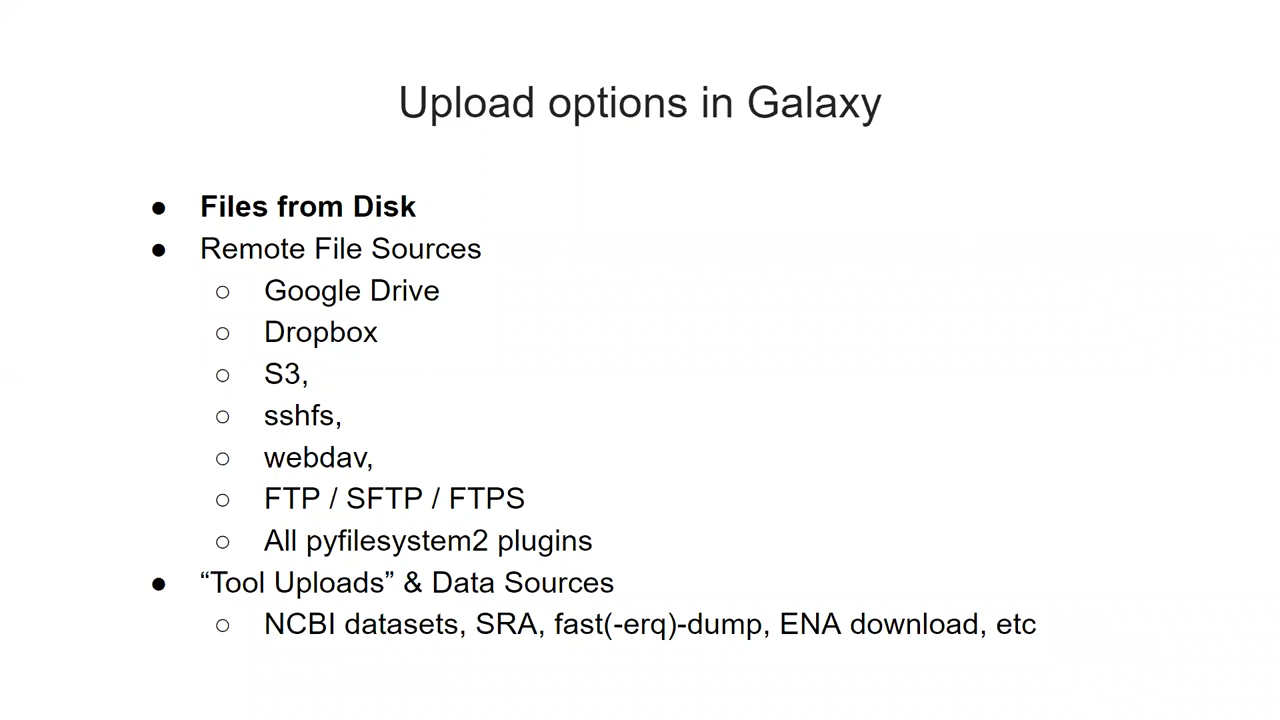 Upload options in Galaxy
● Files from Disk
● Remote File Sources
○ Google Drive
○ Dropbox
○ S3,
○ sshfs,
○ webdav,
○ FTP / SFTP / FTPS
○ All pyfilesystem2 plugins
● “Tool Uploads” & Data Sources
○ NCBI datasets, SRA, fast(-erq)-dump, ENA download, etc